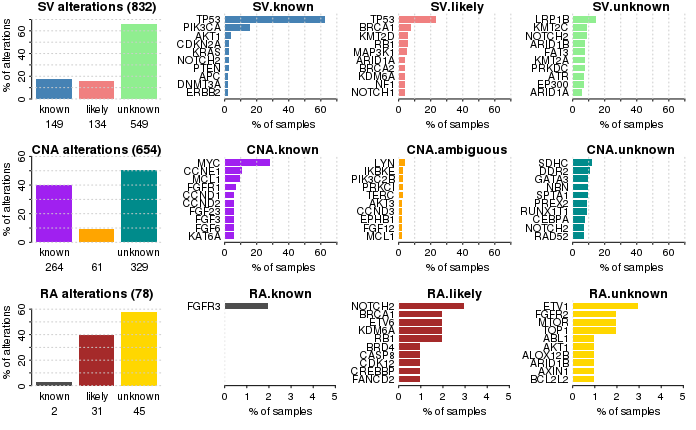 SV alterations (832)
% of alterations
60
40
20
0
known likely unknown
149 134 549
SV.known
TP53
PIK3CA
AKT1
CDKN2A
KRAS
NOTCH2
PTEN
APC
DNMT3A
ERBB2
0 20 40 60
% of samples
SV.likely
TP53
BRCA1
KMT2D
RB1
MAP3K1
ARID1A
BRCA2
KDM6A
NF1
NOTCH1
0 20 40 60
% of samples
SV.unknown
LRP1B
KMT2C
NOTCH2
ARID1B
FAT3
KMT2A
PRKDC
ATR
EP300
ARID1A
0 20 40 60
% of samples
CNA alterations (654)
% of alterations
60
40
20
0
known likely unknown
264 61 329
CNA.known
MYC
CCNE1
MCL1
FGFR1
CCND1
CCND2
FGF23
FGF3
FGF6
KAT6A
0 20 40 60
% of samples
CNA.ambiguous
LYN
IKBKE
PIK3C2B
PRKCI
TERC
AKT3
CCND3
EPHB1
FGF12
MCL1
0 20 40 60
% of samples
CNA.unknown
SDHC
DDR2
GATA3
NBN
SPTA1
PREX2
RUNX1T1
CEBPA
NOTCH2
RAD52
0 20 40 60
% of samples
RA alterations (78)
% of alterations
60
40
20
0
known likely unknown
2 31 45
RA.known
FGFR3
0 1 2 3 4 5
% of samples
RA.likely
NOTCH2
BRCA1
ETV6
KDM6A
RB1
BRD4
CASP8
CDK12
CREBBP
FANCD2
0 1 2 3 4 5
% of samples
RA.unknown
ETV1
FGFR2
MTOR
TOP1
ABL1
AKT1
ALOX12B
ARID1B
AXIN1
BCL2L2
0 1 2 3 4 5
% of samples